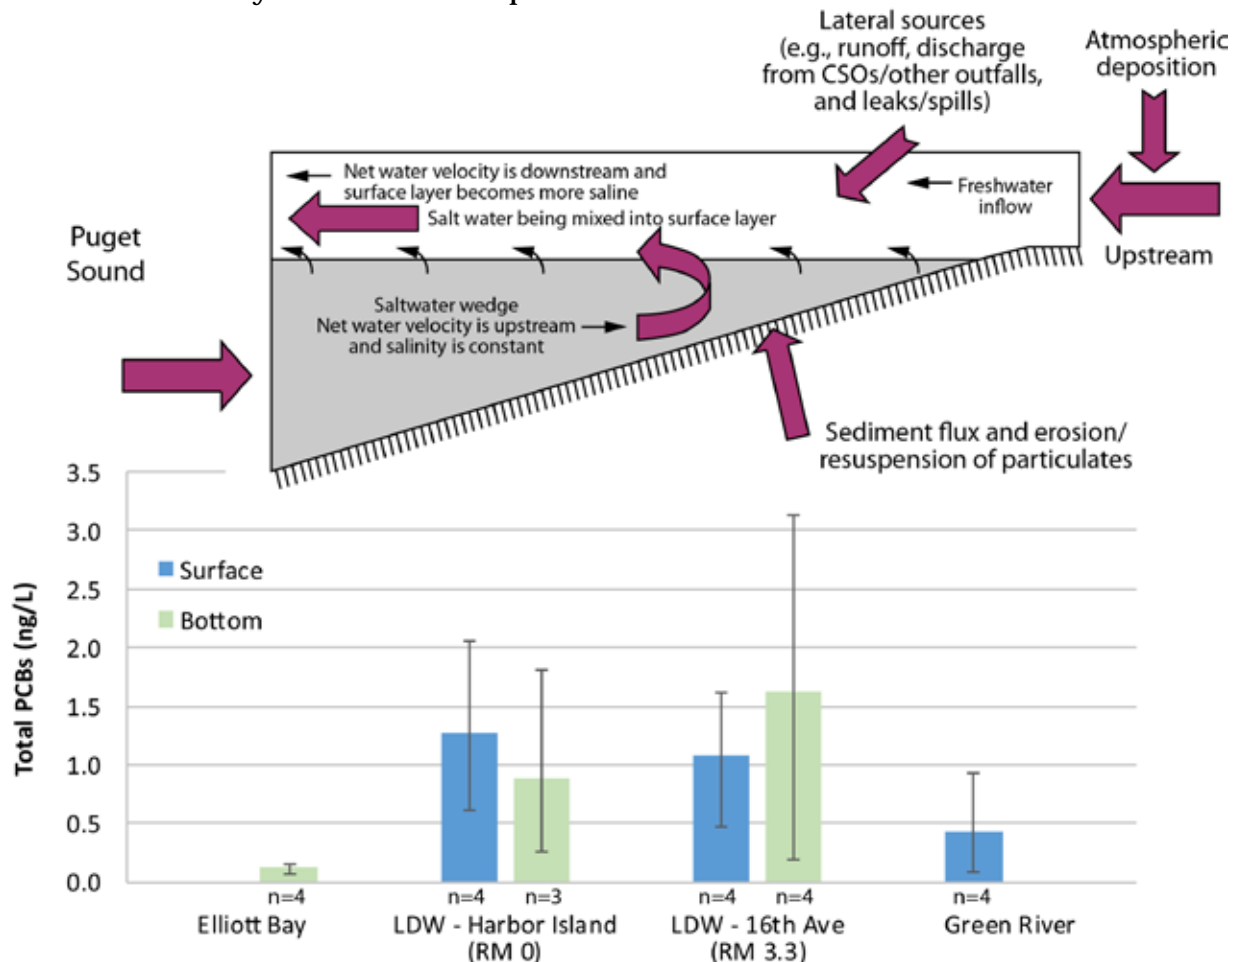 Lateral sources
(e.g., runoff, discharge
from CSOs/other outfalls,
and leaks/spills)
Atmospheric
deposition
Net water velocity is downstream and
surface layer becomes more saline
Salt water being mixed into surface layer
Freshwater
inflow
Puget
Sound
Upstream
Saltwater wedge
Net water velocity is upstream
and salinity is constant
Sediment flux and erosion/
resuspension of particulates
Total PCBs (ng/L)
3.5
3.0
2.5
2.0
1.5
1.0
0.5
0.0
Surface
Bottom
n=4
n=4
n=3
n=4
n=4
n=4
Elliott Bay
LDW - Harbor Island
(RM 0)
LDW - 16th Ave
(RM 3.3)
Green River